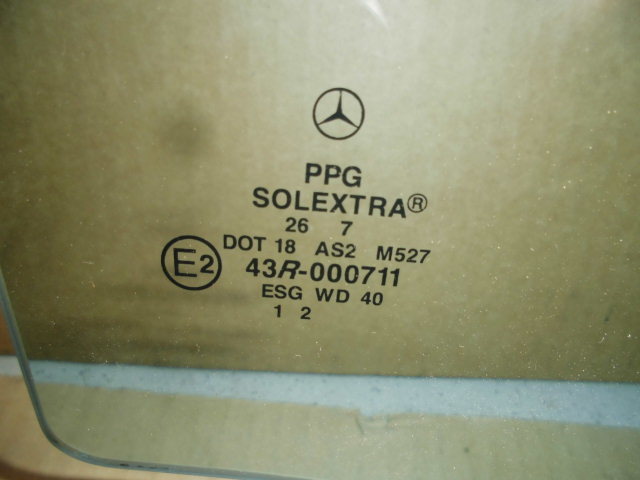 PPG
SOLEXTRA®
26 7
DOT 18 AS2 M527
E2 43R-000711
ESG WD 40
1 2